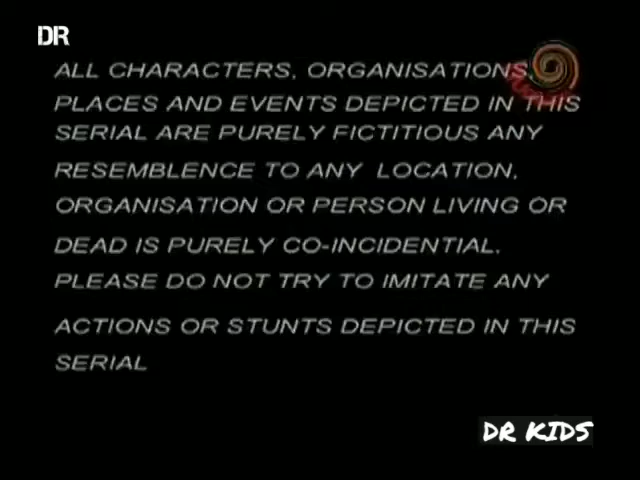 DR
ALL CHARACTERS, ORGANISATIONS,
PLACES AND EVENTS DEPICTED IN THIS
SERIAL ARE PURELY FICTITIOUS ANY
RESEMBLENCE TO ANY LOCATION,
ORGANISATION OR PERSON LIVING OR
DEAD IS PURELY CO-INCIDENTIAL.
PLEASE DO NOT TRY TO IMITATE ANY
ACTIONS OR STUNTS DEPICTED IN THIS
SERIAL
DR KIDS